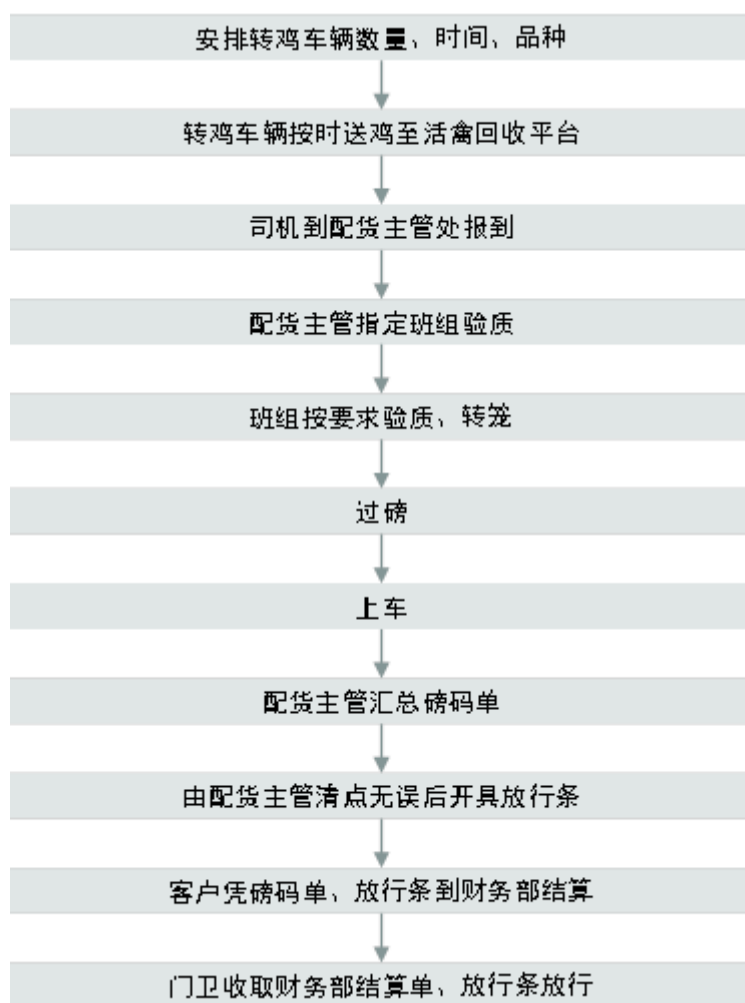 安排转鸡车辆数量、时间、品种
转鸡车辆按时送鸡至活禽回收平台
司机到配货主管处报到
配货主管指定班组验质
班组按要求验质、转笼
过磅
上车
配货主管汇总磅码单
由配货主管清点无误后开具放行条
客户凭磅码单、放行条到财务部结算
门卫收取财务部结算单、放行条放行